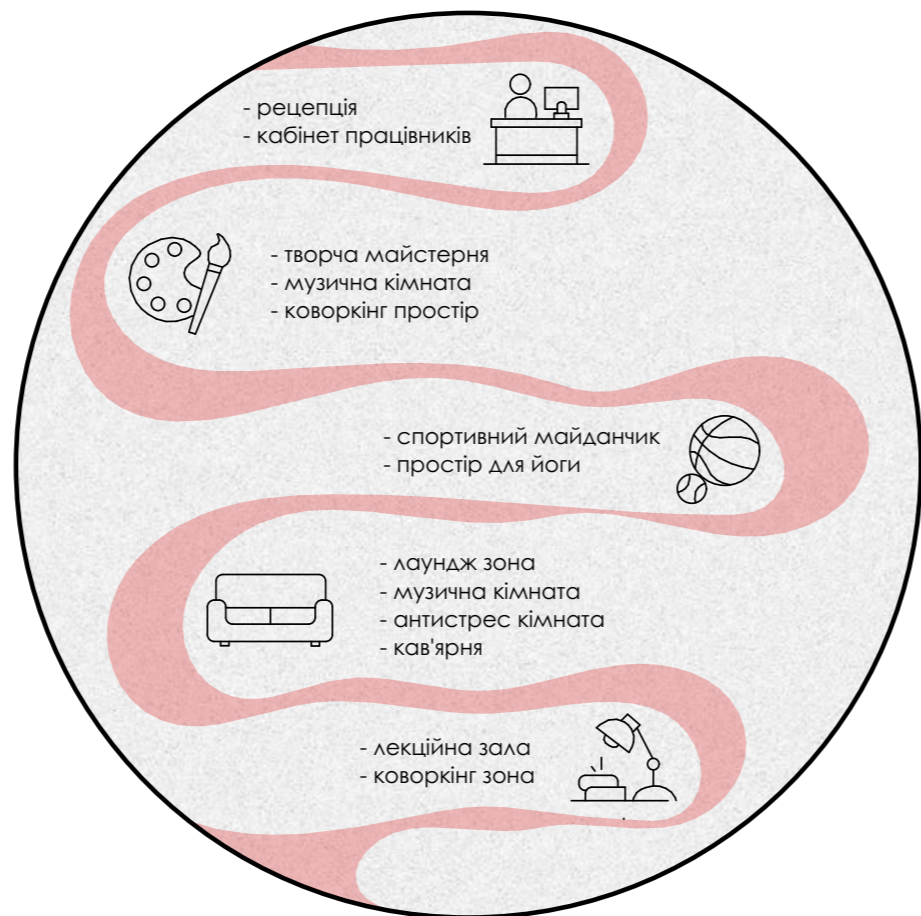 - рецепція
- кабінет працівників
- творча майстерня
- музична кімната
- коворкінг простір
- спортивний майданчик
- простір для йоги
- лаундж зона
- музична кімната
- антистрес кімната
- кав'ярня
- лекційна зала
- коворкінг зона